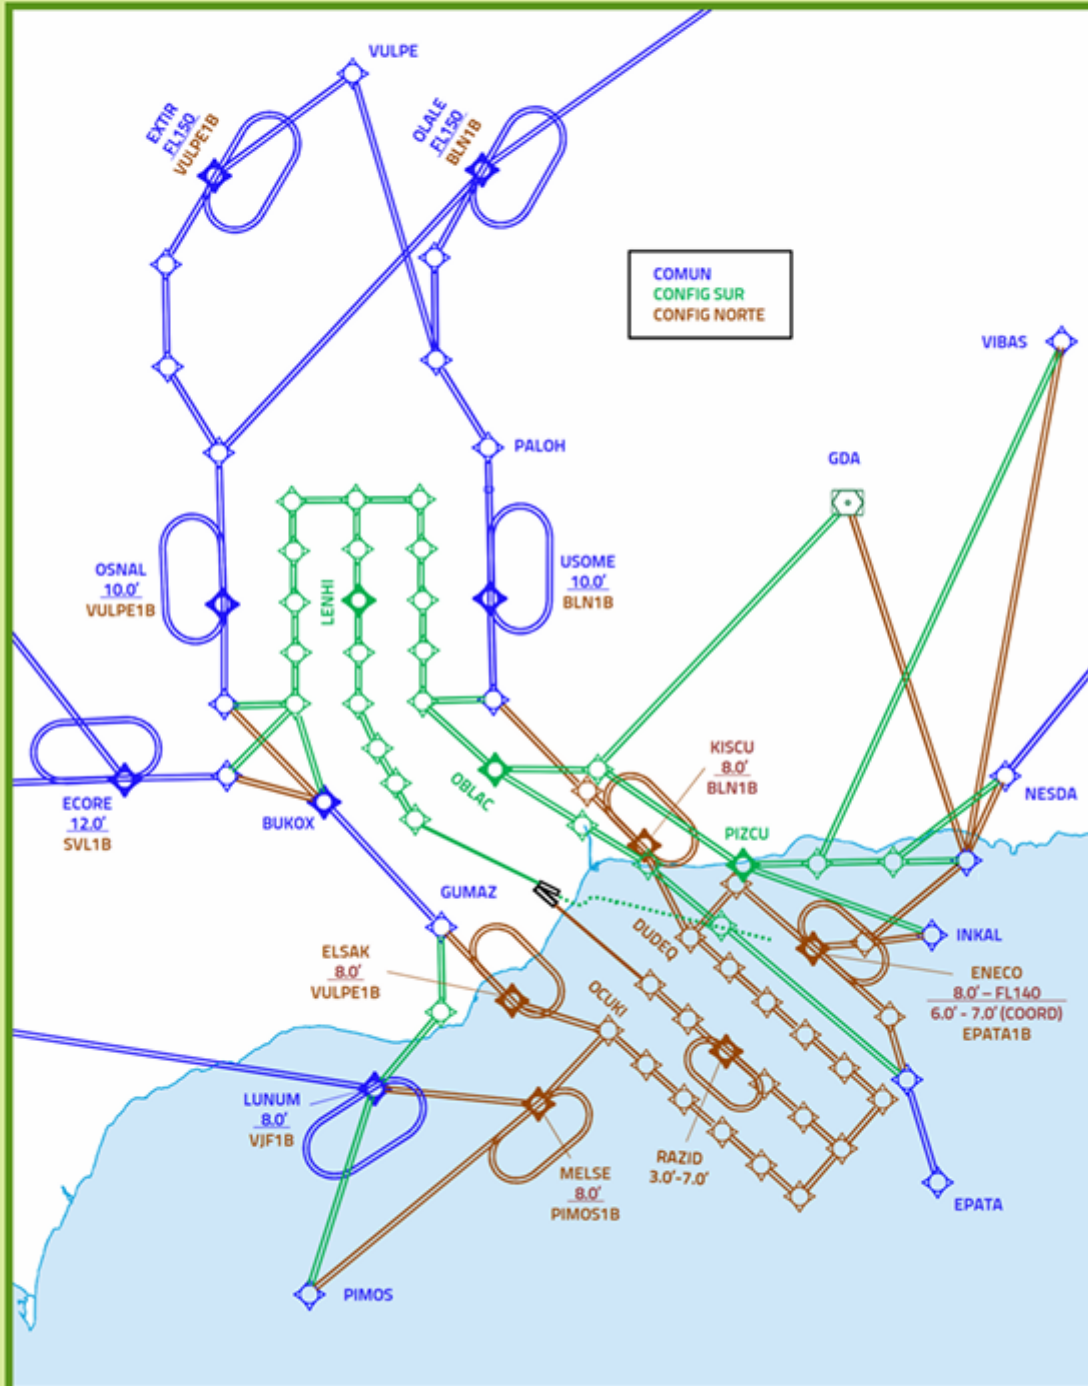 VULPE
EXTIR
FL150
VULPE1B
OLALE
FL150
BLN1B
COMUN
CONFIG SUR
CONFIG NORTE
VIBAS
PALOH
GDA
OSNAL
10.0'
VULPE1B
LENHI
USOME
10.0'
BLN1B
KISCU
8.0'
BLN1B
ECORE
12.0'
SVL1B
BUKOX
OBLAC
PIZCU
NESDA
GUMAZ
ELSAK
8.0'
VULPE1B
OCUKI
DUDEQ
INKAL
ENECO
8.0' – FL140
6.0' - 7.0' (COORD)
EPATA1B
LUNUM
8.0'
VJF1B
MELSE
8.0'
PIMOS1B
RAZID
3.0'-7.0'
EPATA
PIMOS